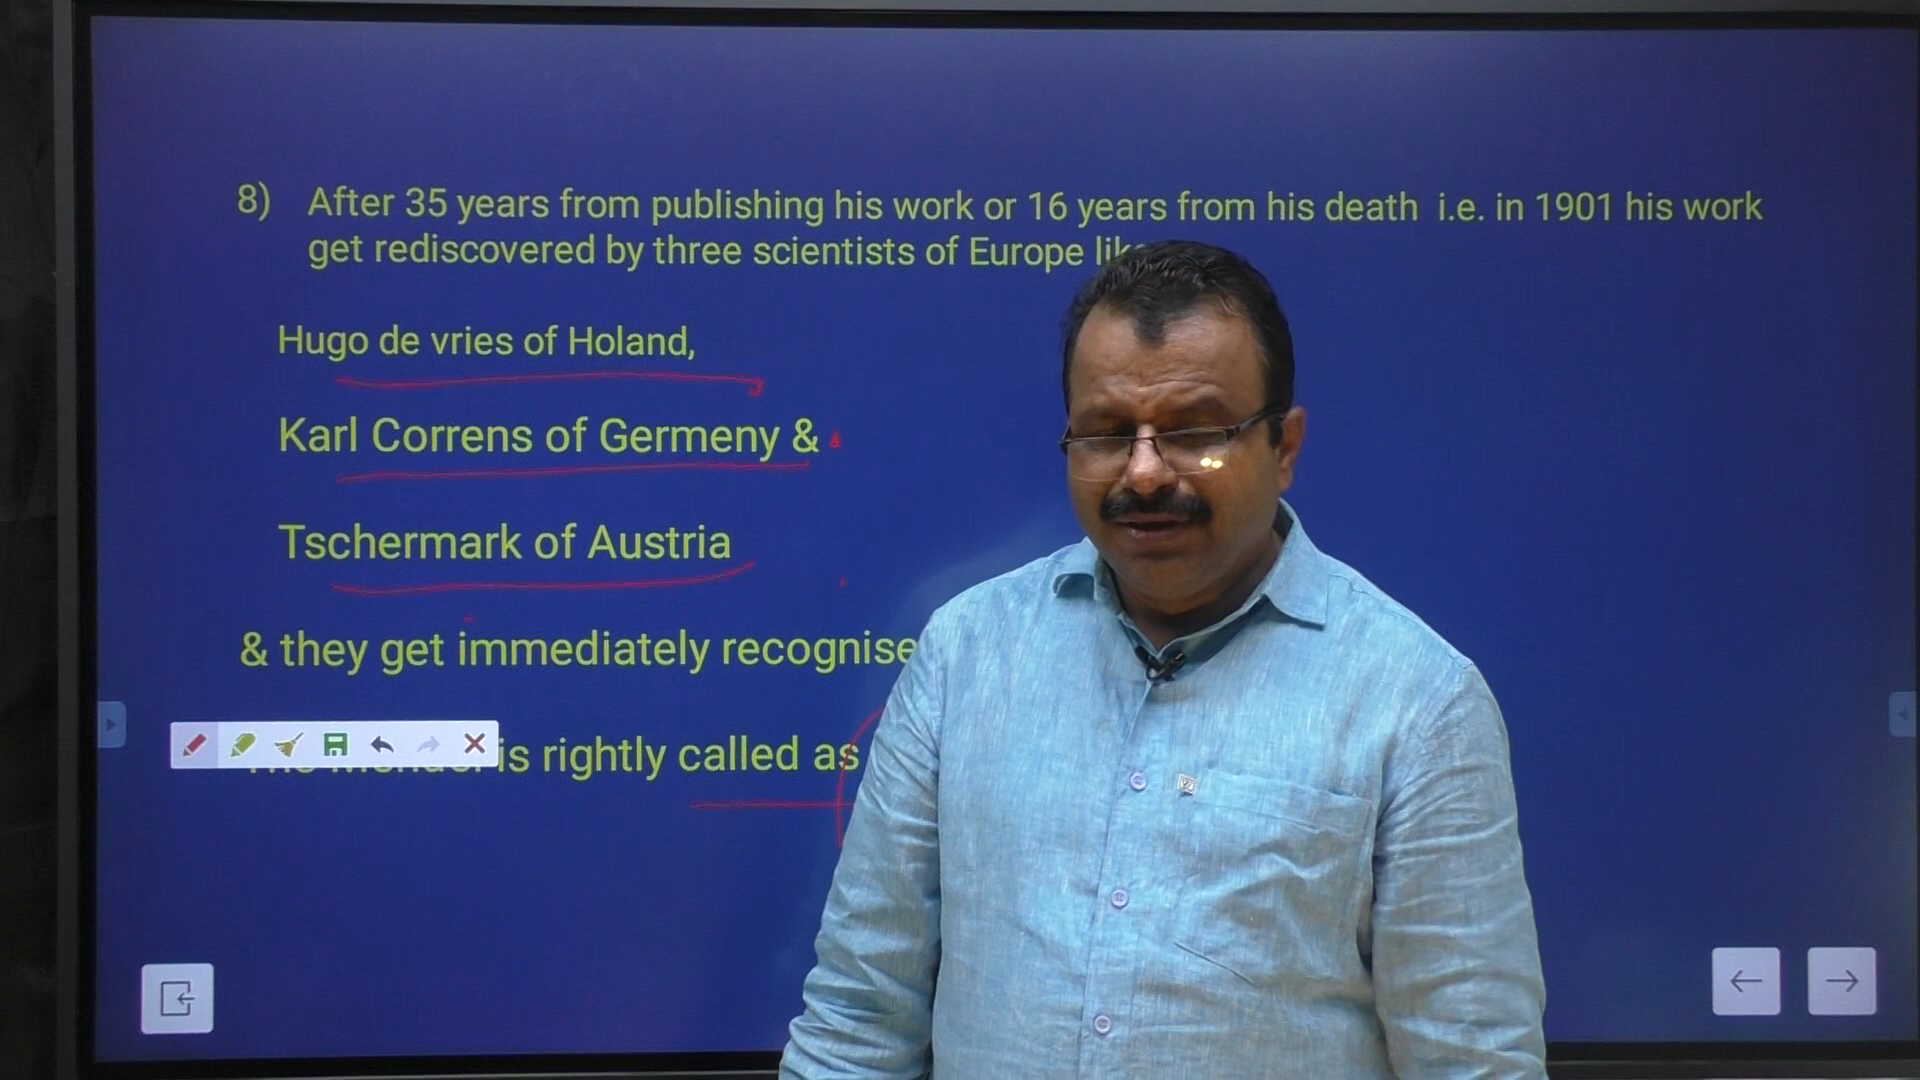 8) After 35 years from publishing his work or 16 years from his death i.e. in 1901 his work
get rediscovered by three scientists of Europe
Hugo de vries of Holand,
Karl Correns of Germeny &
Tschermark of Austria
& they get immediately recognise
is rightly called as